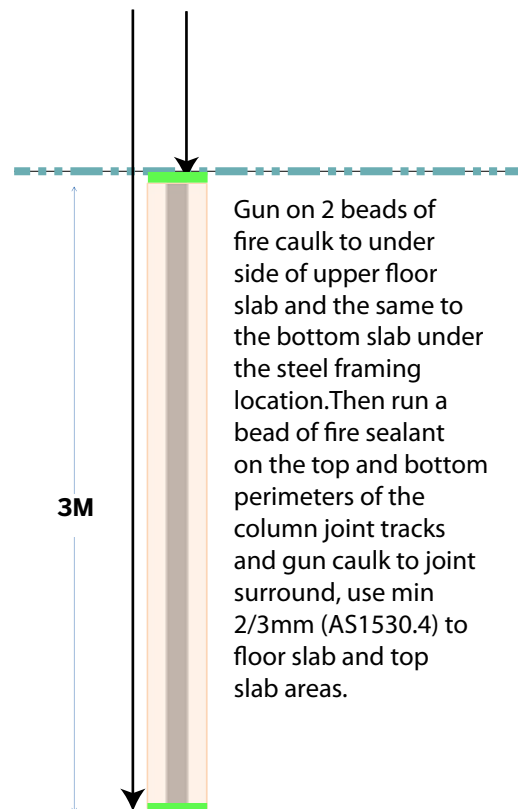 Gun on 2 beads of
fire caulk to under
side of upper floor
slab and the same to
the bottom slab under
the steel framing
location.Then run a
bead of fire sealant
on the top and bottom
perimeters of the
column joint tracks
and gun caulk to joint
surround, use min
2/3mm (AS1530.4) to
floor slab and top
slab areas.
3M